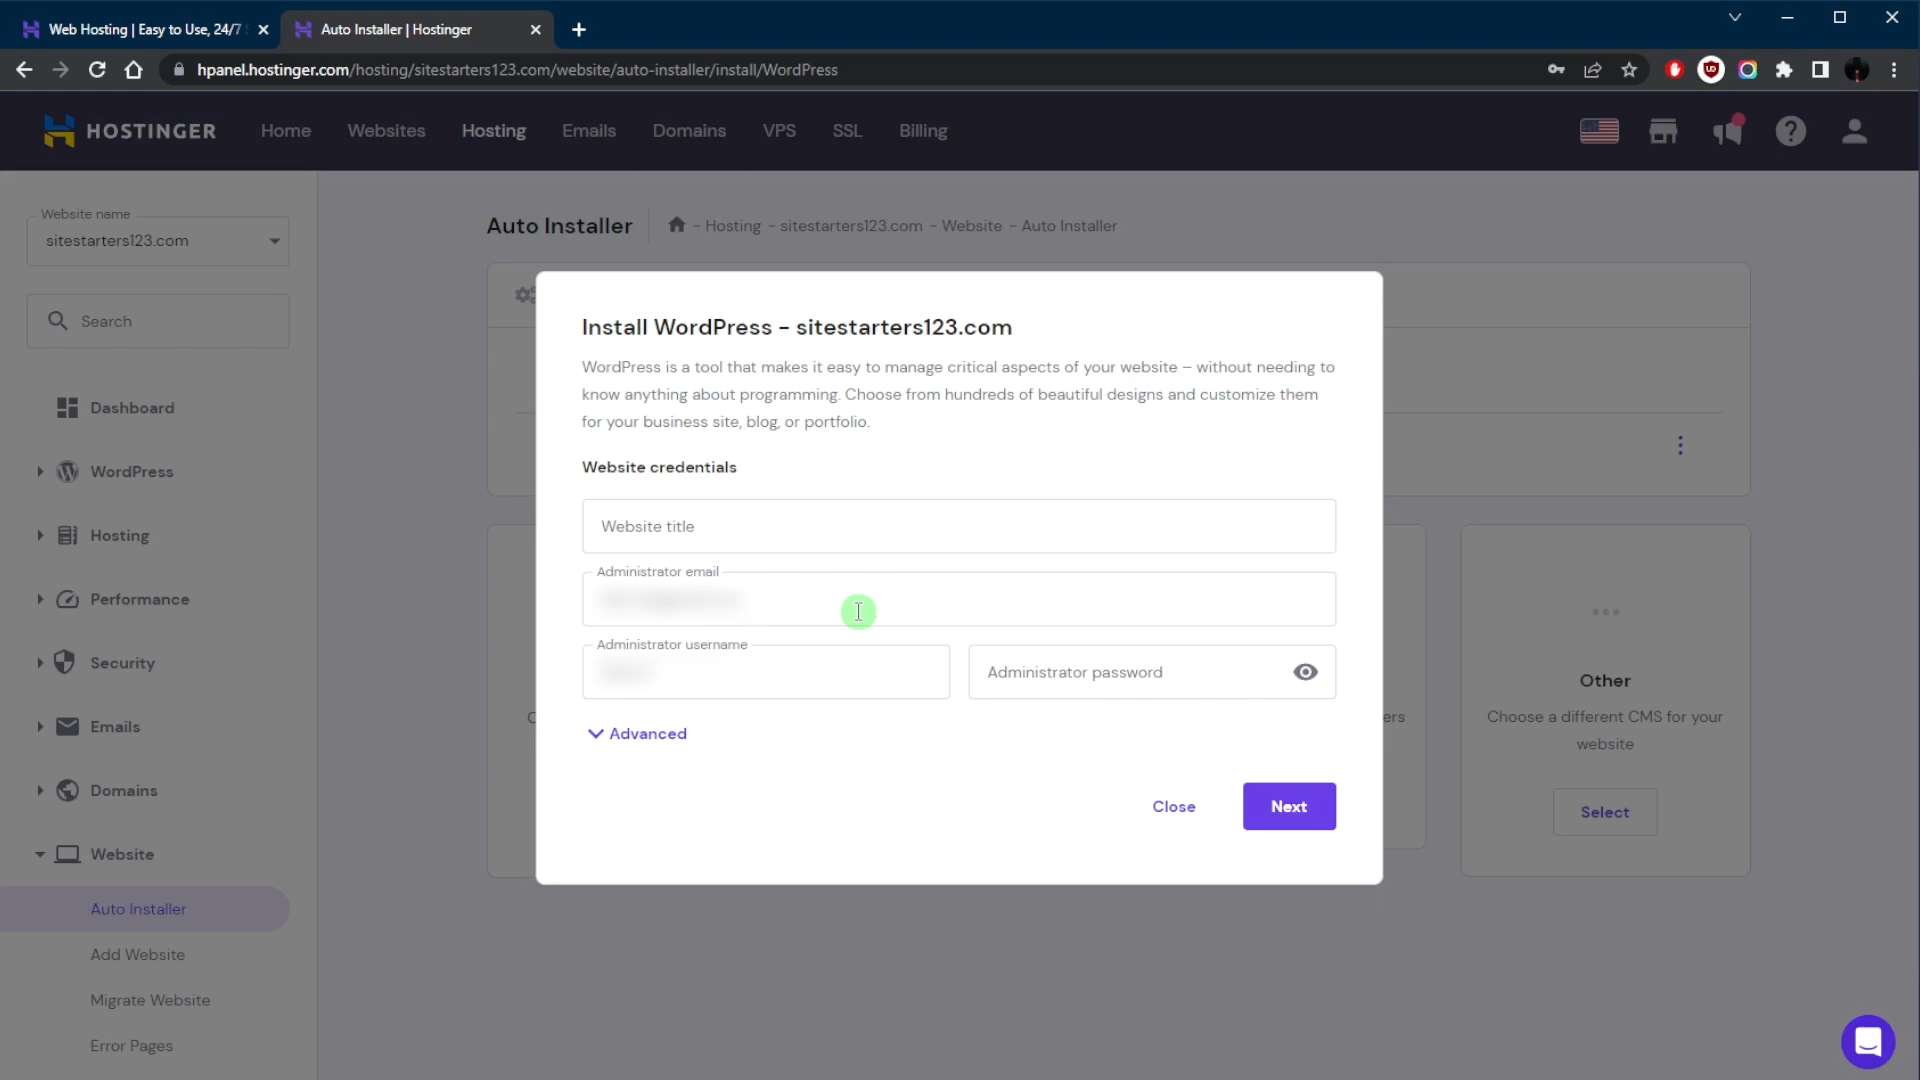 Web Hosting | Easy to Use, 24/7
Auto Installer | Hostinger
hpanel.hostinger.com/hosting/sitestarters123.com/website/auto-installer/install/WordPress
HOSTINGER
Home
Websites
Hosting
Emails
Domains
VPS
SSL
Billing
Website name
sitestarters123.com
Search
Dashboard
WordPress
Hosting
Performance
Security
Emails
Domains
Website
Auto Installer
Add Website
Migrate Website
Error Pages
Auto Installer
- Hosting - sitestarters123.com - Website - Auto Installer
Install WordPress - sitestarters123.com
WordPress is a tool that makes it easy to manage critical aspects of your website – without needing to
know anything about programming. Choose from hundreds of beautiful designs and customize them
for your business site, blog, or portfolio.
Website credentials
Website title
Administrator email
Administrator username
Administrator password
Advanced
Close
Next
Other
Choose a different CMS for your
website
Select